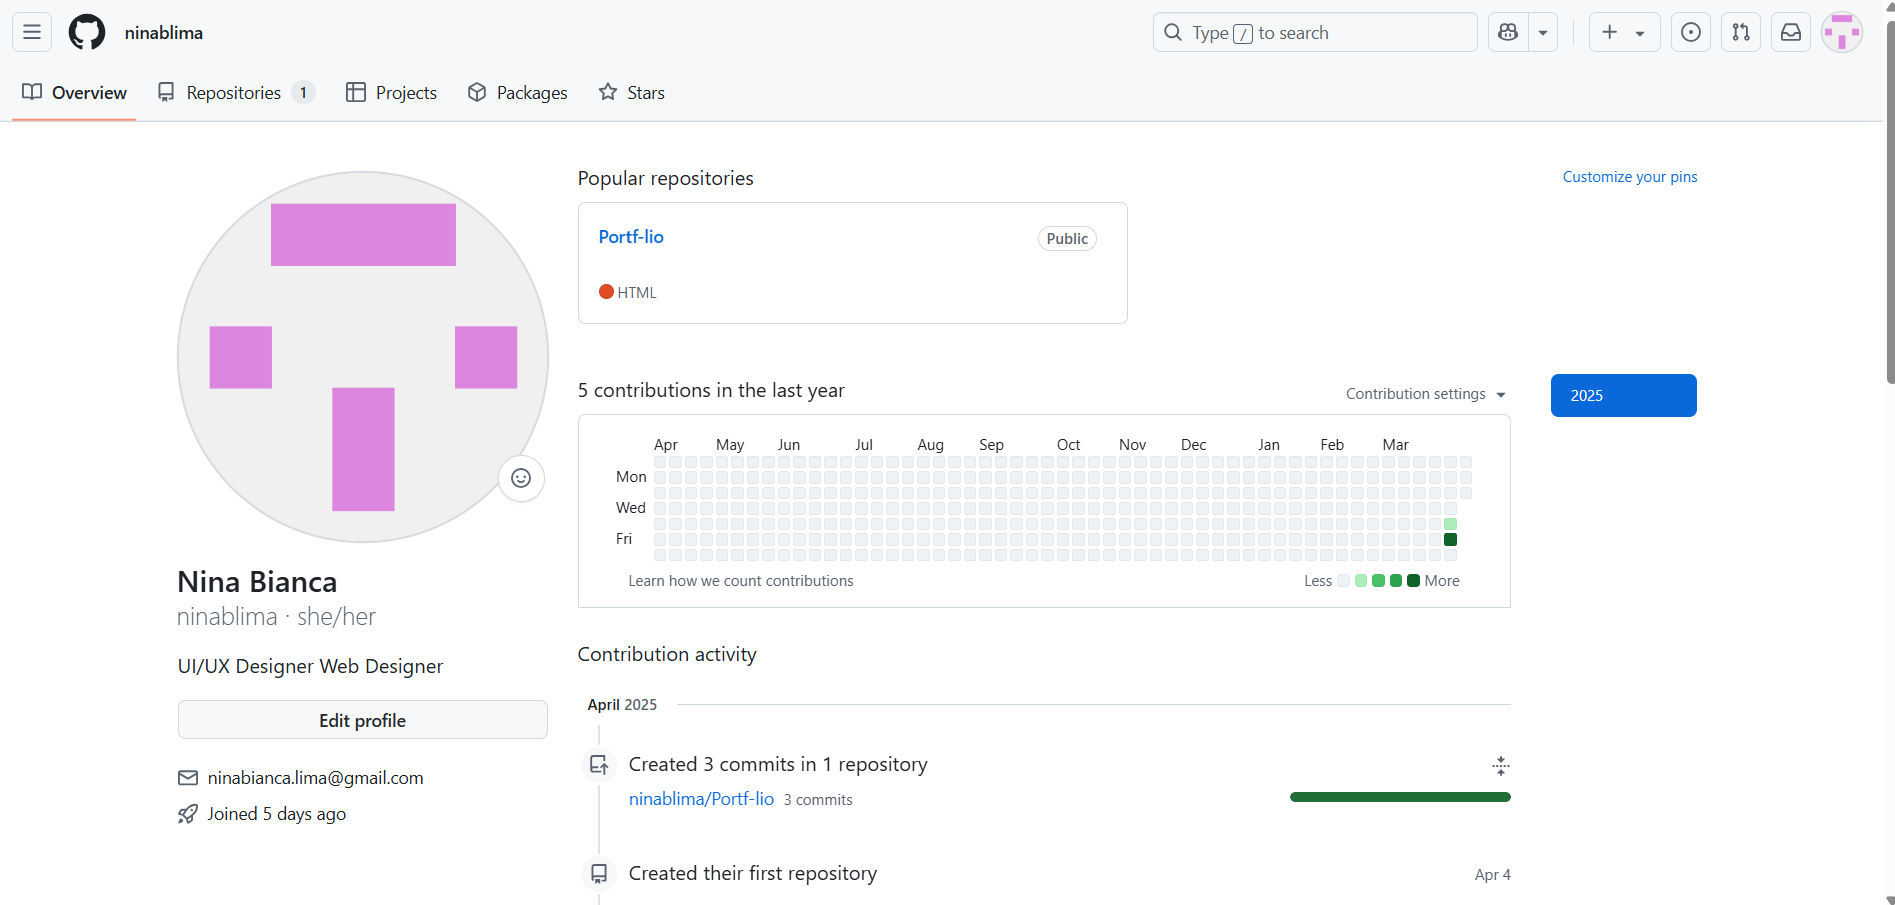 ninablima
Type / to search
Overview
Repositories 1
Projects
Packages
Stars
Popular repositories
Customize your pins
Portf-lio
Public
HTML
5 contributions in the last year
Contribution settings
2025
Apr May Jun Jul Aug Sep Oct Nov Dec Jan Feb Mar
Mon
Wed
Fri
Learn how we count contributions
Less More
Nina Bianca
ninablima · she/her
UI/UX Designer Web Designer
Edit profile
ninabianca.lima@gmail.com
Joined 5 days ago
Contribution activity
April 2025
Created 3 commits in 1 repository
ninablima/Portf-lio 3 commits
Created their first repository
Apr 4